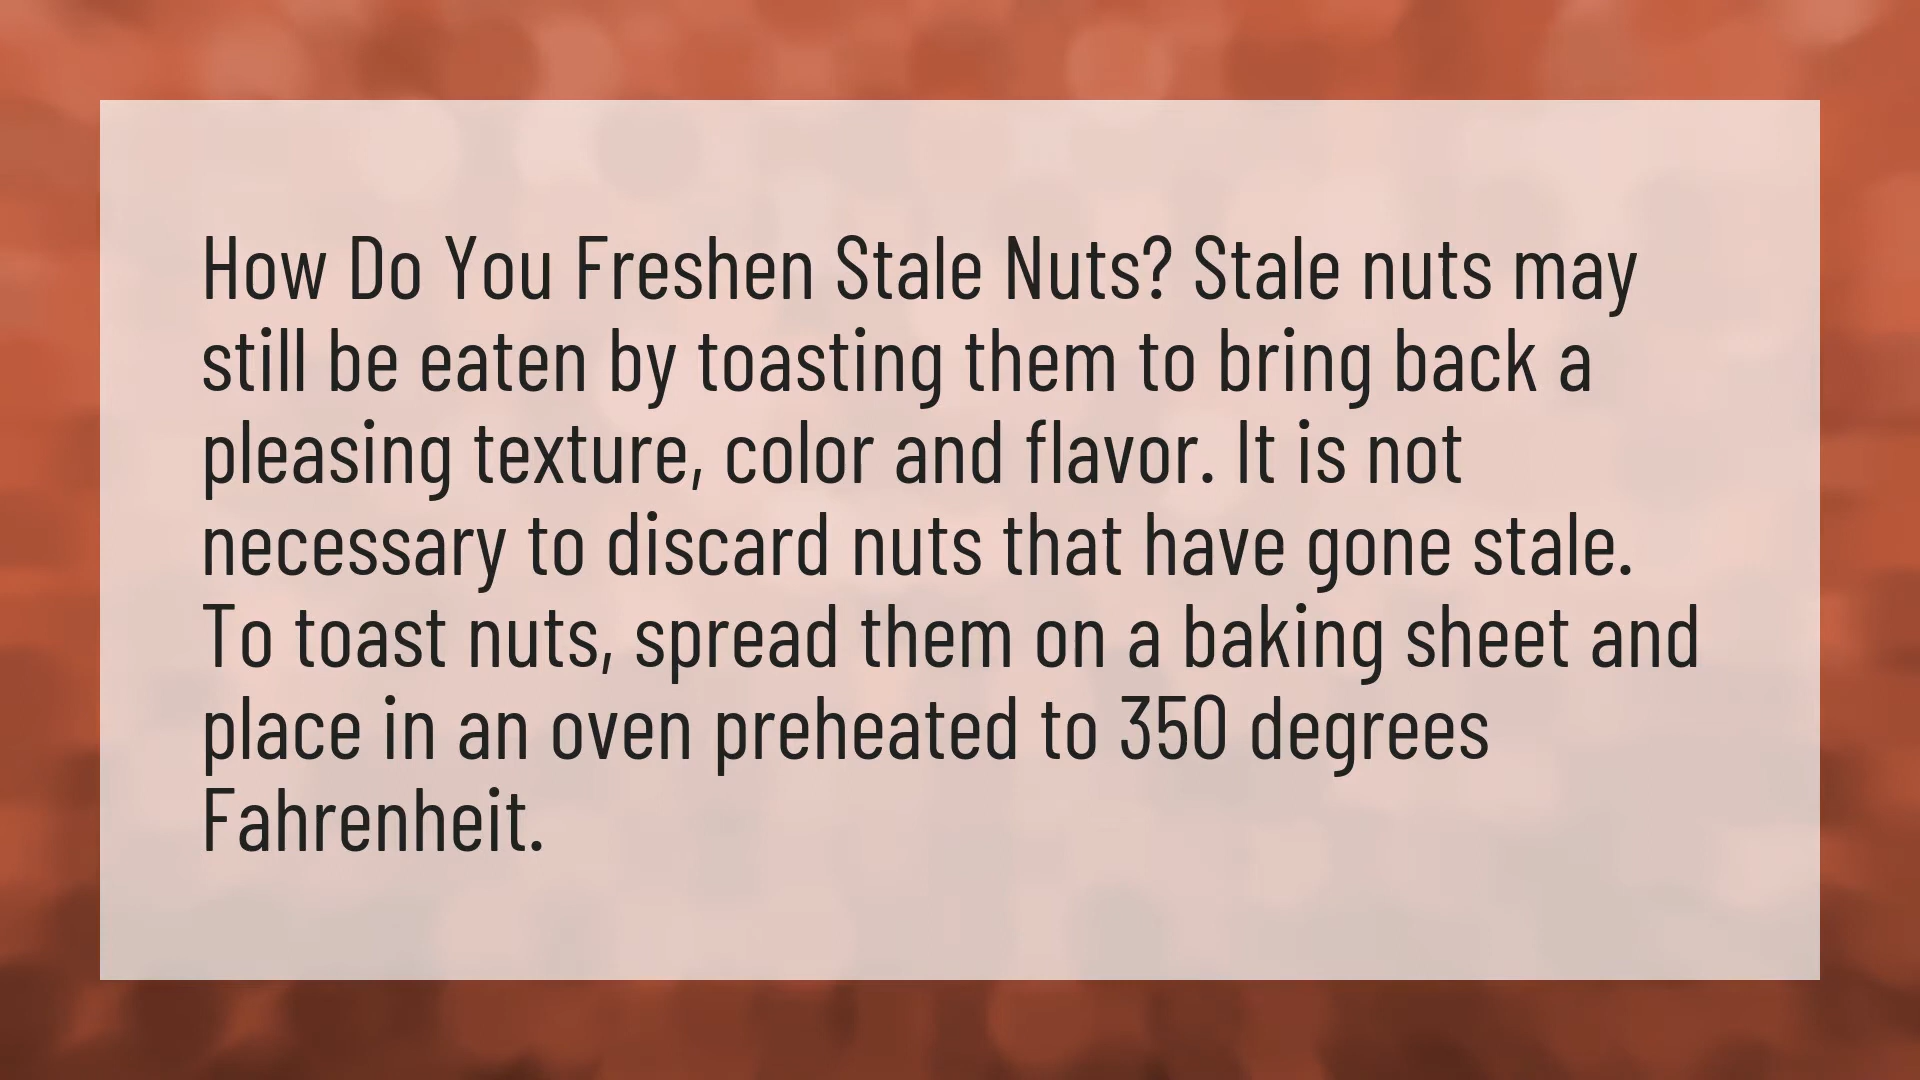 How Do You Freshen Stale Nuts? Stale nuts may
still be eaten by toasting them to bring back a
pleasing texture, color and flavor. It is not
necessary to discard nuts that have gone stale.
To toast nuts, spread them on a baking sheet and
place in an oven preheated to 350 degrees
Fahrenheit.